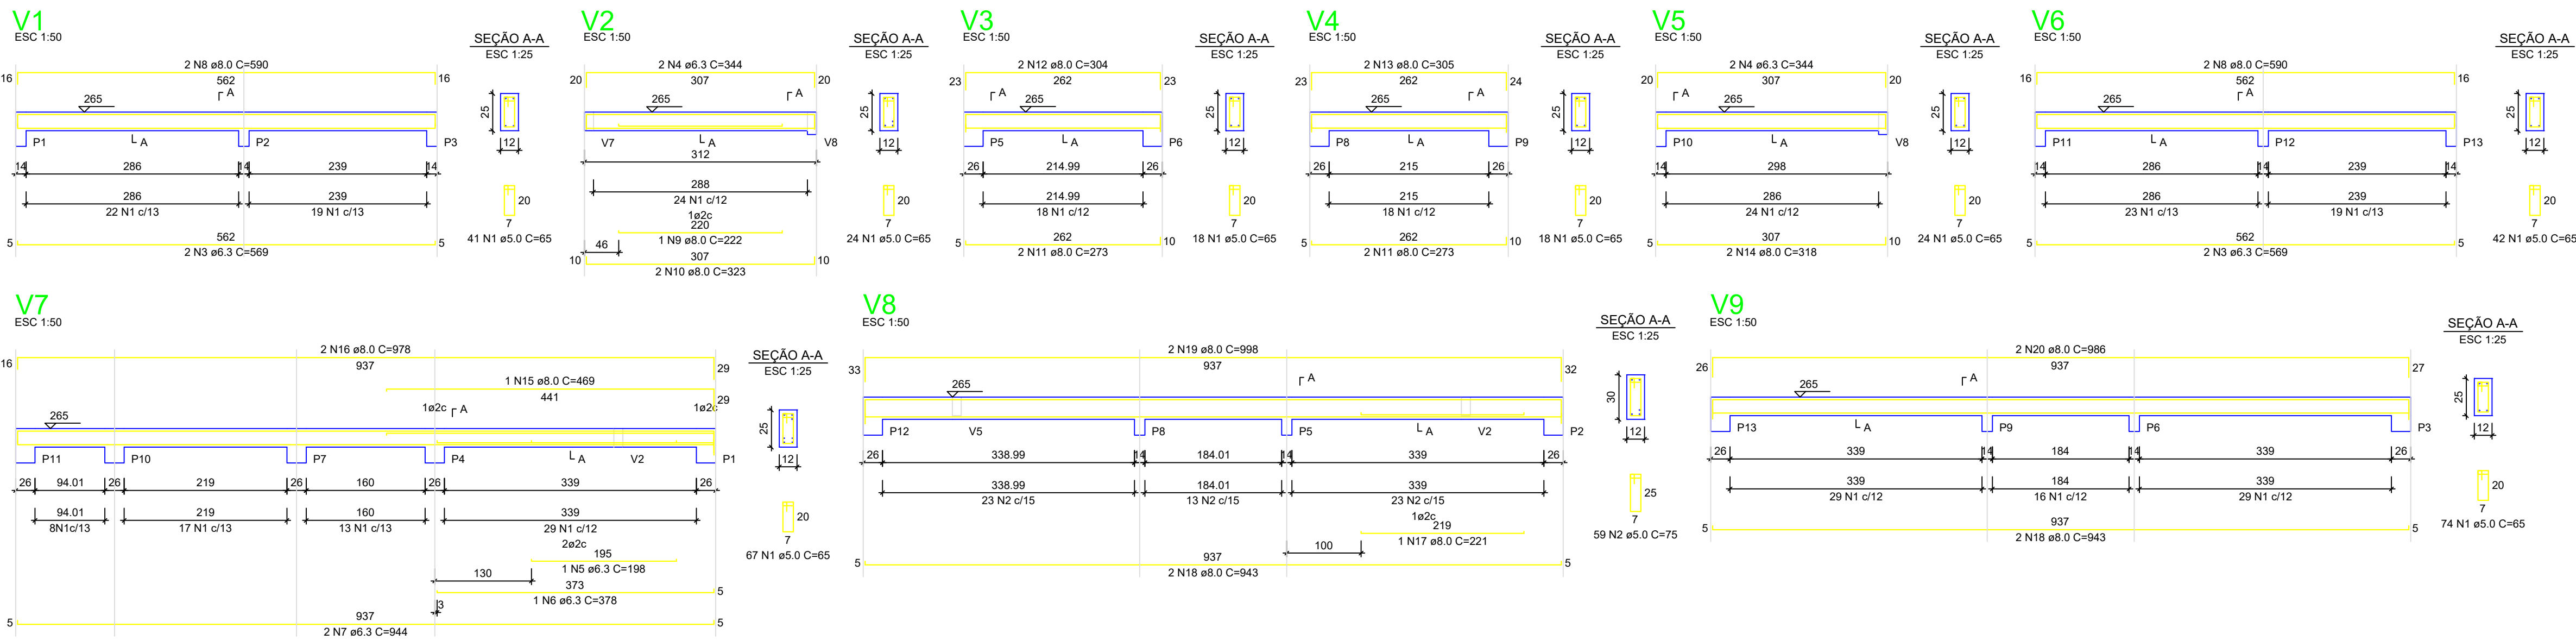 V1
ESC 1:50
SEÇÃO A-A
ESC 1:25
2 N8 ø8.0 C=590
16
562
16
A
265
25
P1
A
P2
P3
12
14
286
14
239
14
286
239
22 N1 c/13
19 N1 c/13
20
7
41 N1 ø5.0 C=65
5
562
5
2 N3 ø6.3 C=569
V2
ESC 1:50
SEÇÃO A-A
ESC 1:25
2 N4 ø6.3 C=344
20
307
20
A
265
25
V7
A
V8
12
312
288
24 N1 c/12
20
7
24 N1 ø5.0 C=65
1ø2c
220
46
1 N9 ø8.0 C=222
10
307
10
2 N10 ø8.0 C=323
V3
ESC 1:50
SEÇÃO A-A
ESC 1:25
2 N12 ø8.0 C=304
23
262
23
A
265
25
P5
A
P6
12
26
214.99
26
214.99
18 N1 c/12
20
7
18 N1 ø5.0 C=65
5
262
10
2 N11 ø8.0 C=273
V4
ESC 1:50
SEÇÃO A-A
ESC 1:25
2 N13 ø8.0 C=305
23
262
24
A
265
25
P8
A
P9
12
26
215
26
215
18 N1 c/12
20
7
18 N1 ø5.0 C=65
5
262
10
2 N11 ø8.0 C=273
V5
ESC 1:50
SEÇÃO A-A
ESC 1:25
2 N4 ø6.3 C=344
20
307
20
A
265
25
P10
A
V8
12
14
298
286
24 N1 c/12
20
7
24 N1 ø5.0 C=65
5
307
10
2 N14 ø8.0 C=318
V6
ESC 1:50
SEÇÃO A-A
ESC 1:25
2 N8 ø8.0 C=590
16
562
16
A
265
25
P11
A
P12
P13
12
14
286
14
239
14
286
239
23 N1 c/13
19 N1 c/13
20
7
42 N1 ø5.0 C=65
5
562
5
2 N3 ø6.3 C=569
V7
ESC 1:50
SEÇÃO A-A
ESC 1:25
2 N16 ø8.0 C=978
16
937
29
1 N15 ø8.0 C=469
441
29
1ø2c
A
1ø2c
265
25
P11
P10
P7
P4
A
V2
P1
12
26
94.01
26
219
26
160
26
339
26
94.01
219
160
339
8N1c/13
17 N1 c/13
13 N1 c/13
29 N1 c/12
20
7
67 N1 ø5.0 C=65
2ø2c
195
130
1 N5 ø6.3 C=198
373
5
1 N6 ø6.3 C=378
3
5
937
5
2 N7 ø6.3 C=944
V8
ESC 1:50
SEÇÃO A-A
ESC 1:25
2 N19 ø8.0 C=998
33
937
32
A
265
30
P12
V5
P8
P5
A
V2
P2
12
26
338.99
14
184.01
14
339
26
338.99
184.01
339
23 N2 c/15
13 N2 c/15
23 N2 c/15
25
7
59 N2 ø5.0 C=75
1ø2c
219
100
1 N17 ø8.0 C=221
5
937
5
2 N18 ø8.0 C=943
V9
ESC 1:50
SEÇÃO A-A
ESC 1:25
2 N20 ø8.0 C=986
26
937
27
A
265
25
P13
A
P9
P6
P3
12
26
339
14
184
14
339
26
339
184
339
29 N1 c/12
16 N1 c/12
29 N1 c/12
20
7
74 N1 ø5.0 C=65
5
937
5
2 N18 ø8.0 C=943